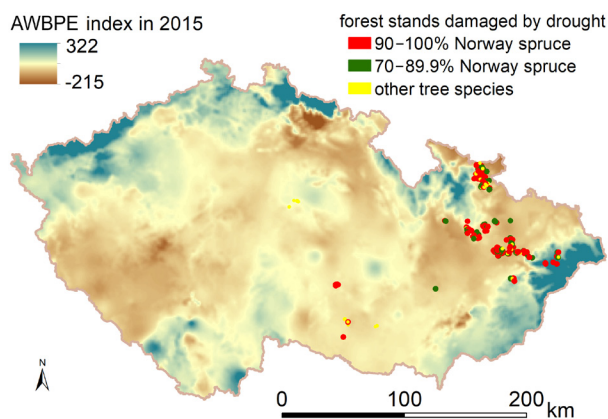 AWBPE index in 2015
322
-215
forest stands damaged by drought
90–100% Norway spruce
70–89.9% Norway spruce
other tree species
N
0 100 200
km